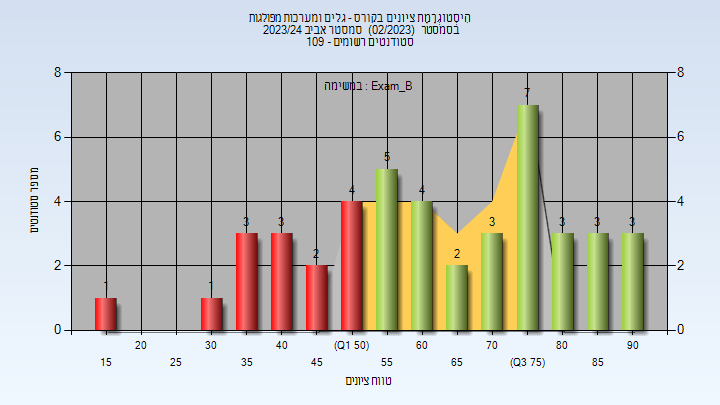 היסטוגרמת ציונים בקורס - גלים ומערכות מפולגות
בסמסטר (02/2023) סמסטר אביב 2023/24
סטודנטים רשומים - 109
במשימה : Exam_B
8 8
7
6 6
5
4 4 4 4
3 3 3 3 3 3
2 2 2 2
1 1
0 0
מספר סטודנטים
20 30 40 (Q1 50) 60 70 80 90
15 25 35 45 55 65 (Q3 75) 85
טווח ציונים